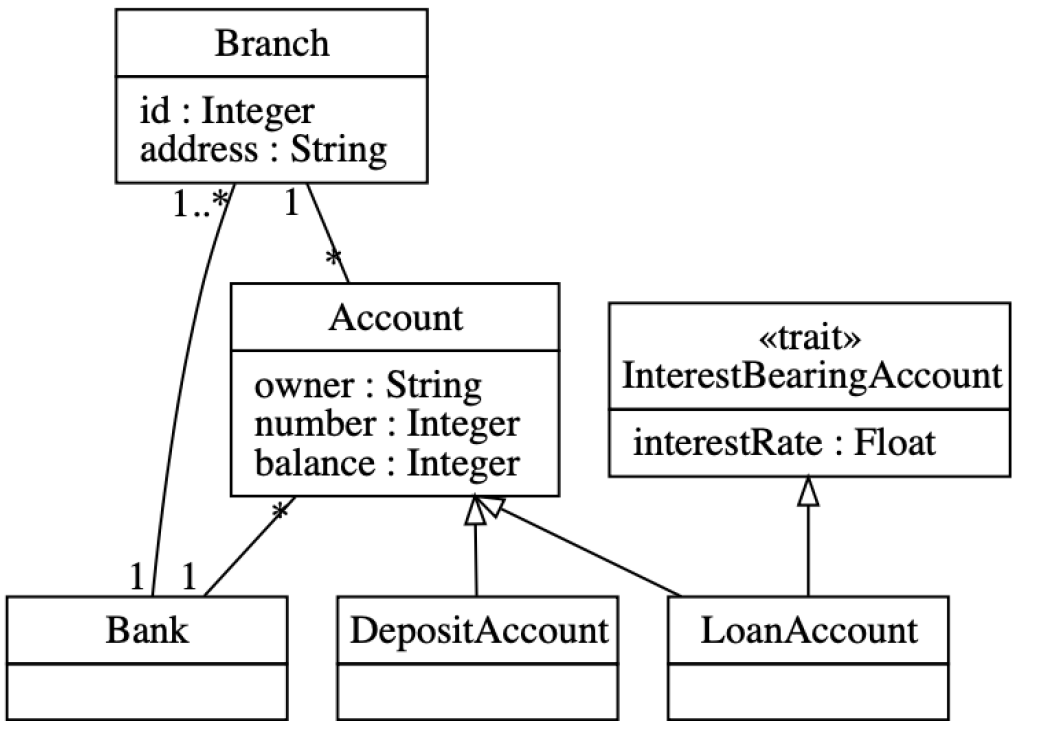 Branch
id : Integer
address : String
1..*
1
*
Account
owner : String
number : Integer
balance : Integer
«trait»
InterestBearingAccount
interestRate : Float
*
1
1
Bank
DepositAccount
LoanAccount